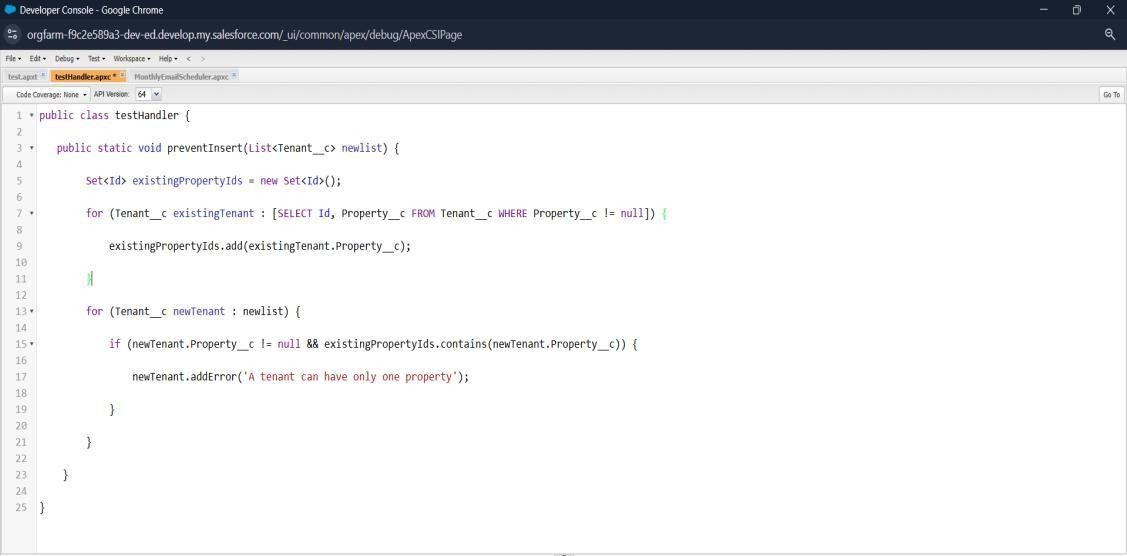 Developer Console - Google Chrome
orgfarm-f9c2e589a3-dev-ed.develop.my.salesforce.com/_ui/common/apex/debug/ApexCSIPage
File Edit Debug Test Workspace Help < >
test.apxt testHandler.apxc * MonthlyEmailScheduler.apxc
Code Coverage: None API Version: 64 Go To
1 public class testHandler {
2
3 public static void preventInsert(List<Tenant__c> newlist) {
4
5 Set<Id> existingPropertyIds = new Set<Id>();
6
7 for (Tenant__c existingTenant : [SELECT Id, Property__c FROM Tenant__c WHERE Property__c != null]) {
8
9 existingPropertyIds.add(existingTenant.Property__c);
10
11 }
12
13 for (Tenant__c newTenant : newlist) {
14
15 if (newTenant.Property__c != null && existingPropertyIds.contains(newTenant.Property__c)) {
16
17 newTenant.addError('A tenant can have only one property');
18
19 }
20
21 }
22
23 }
24
25 }